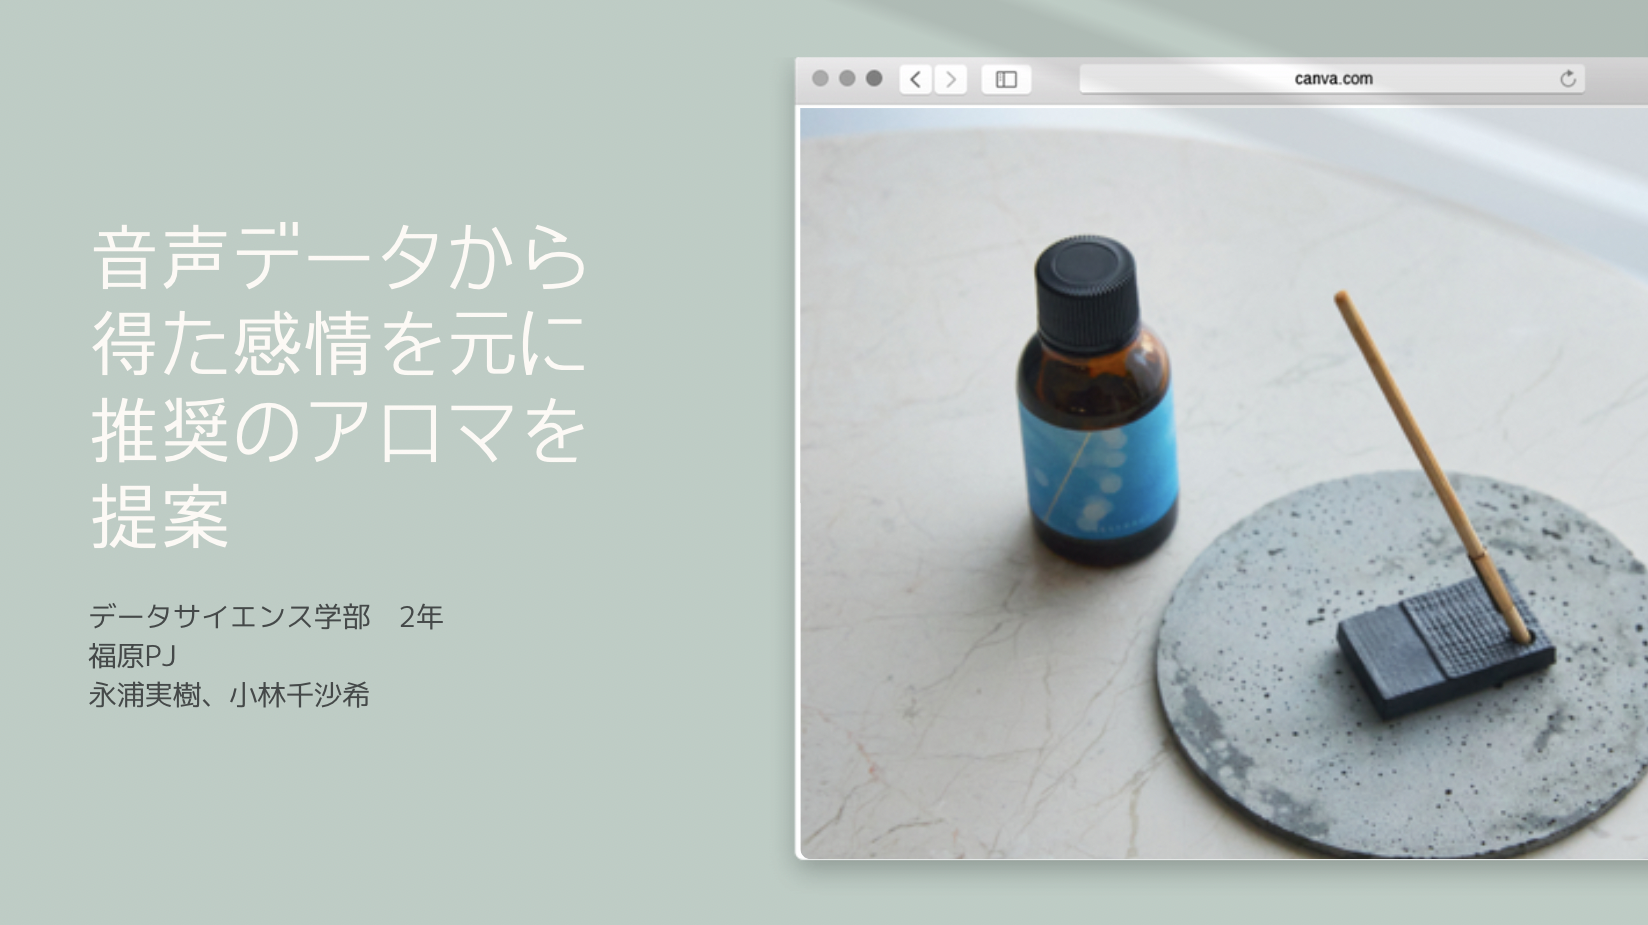 音声データから
得た感情を元に
推奨のアロマを
提案
データサイエンス学部　2年
福原PJ
永浦実樹、小林千沙希
canva.com